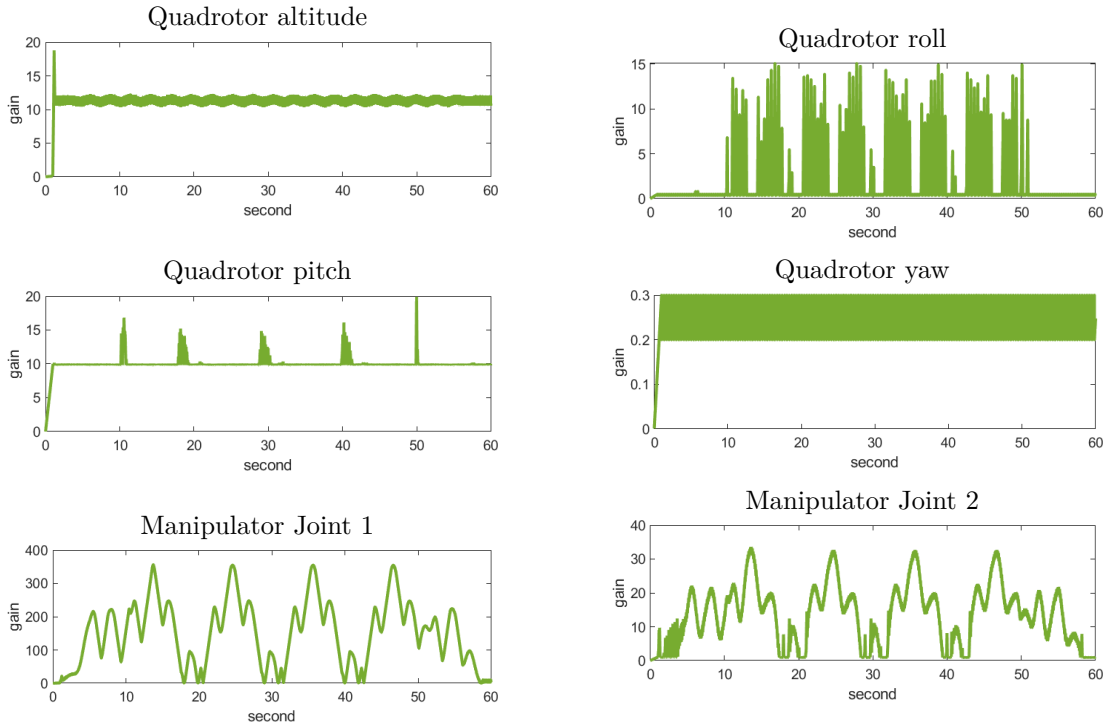 Quadrotor altitude
20
15
10
5
0
gain
0 10 20 30 40 50 60
second
Quadrotor roll
15
10
5
0
gain
0 10 20 30 40 50 60
second
Quadrotor pitch
20
15
10
5
0
gain
0 10 20 30 40 50 60
second
Quadrotor yaw
0.3
0.2
0.1
0
gain
0 10 20 30 40 50 60
second
Manipulator Joint 1
400
300
200
100
0
gain
0 10 20 30 40 50 60
second
Manipulator Joint 2
40
30
20
10
0
gain
0 10 20 30 40 50 60
second